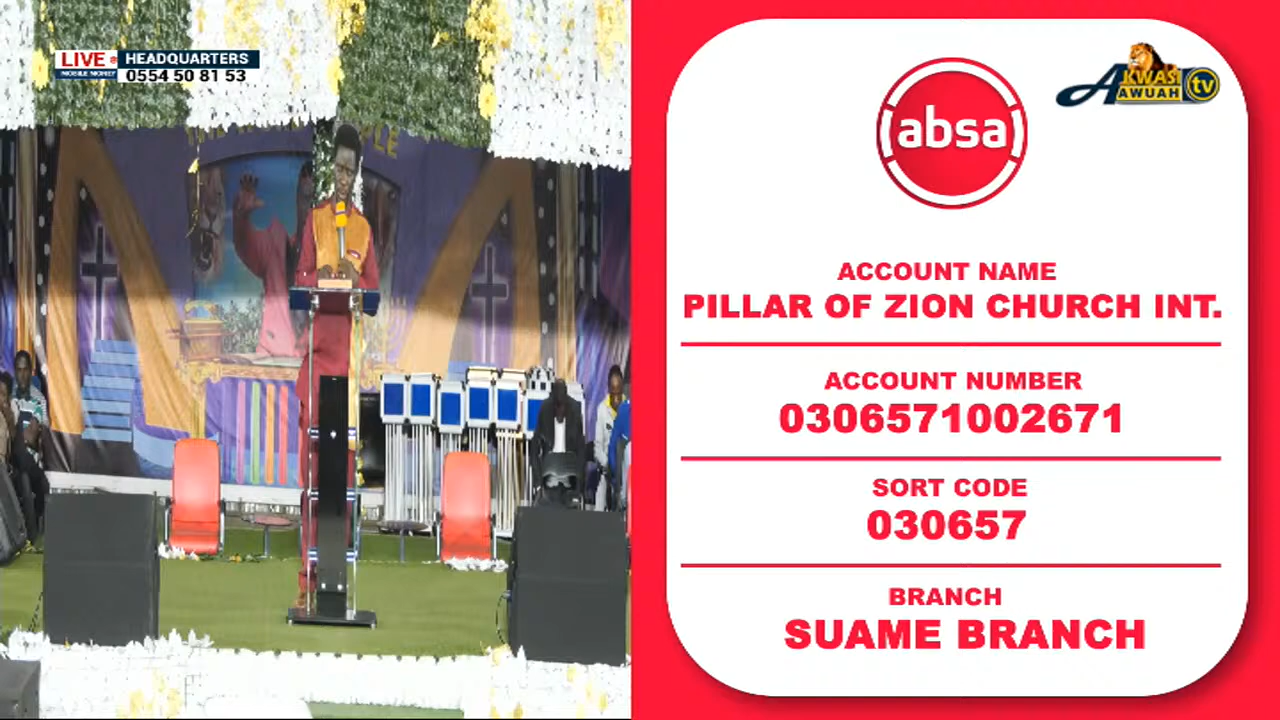 LIVE
HEADQUARTERS
MOBILE MONEY
0554 50 81 53
absa
AKWASI
AWUAH tv
ACCOUNT NAME
PILLAR OF ZION CHURCH INT.
ACCOUNT NUMBER
0306571002671
SORT CODE
030657
BRANCH
SUAME BRANCH